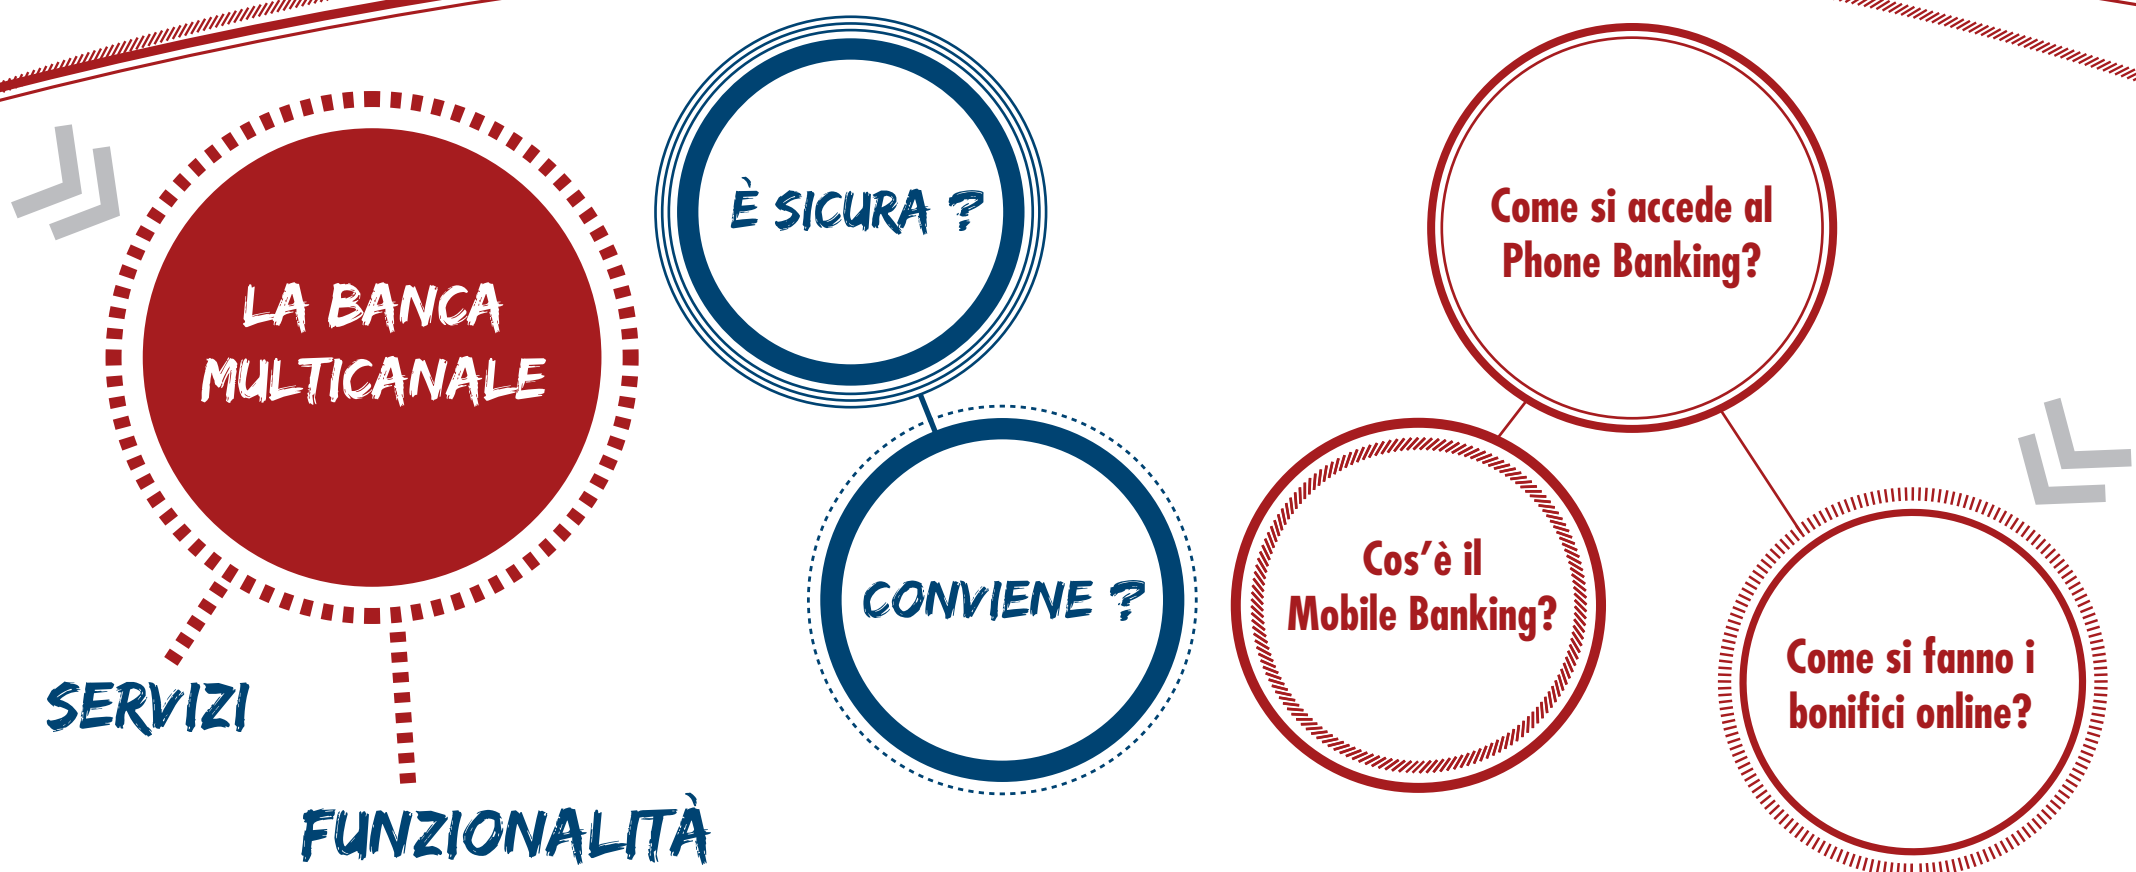 LA BANCA
MULTICANALE
SERVIZI
FUNZIONALITÀ
È SICURA ?
CONVIENE ?
Come si accede al
Phone Banking?
Cos’è il
Mobile Banking?
Come si fanno i
bonifici online?